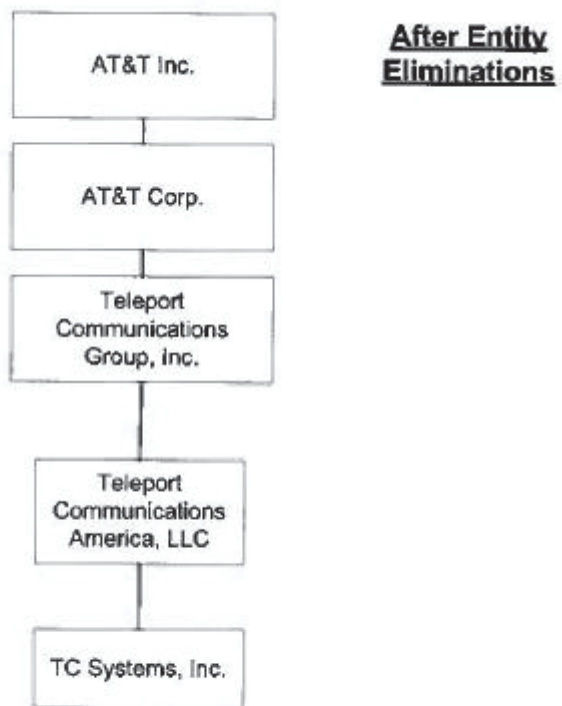 After Entity
Eliminations
AT&T Inc.
AT&T Corp.
Teleport
Communications
Group, Inc.
Teleport
Communications
America, LLC
TC Systems, Inc.